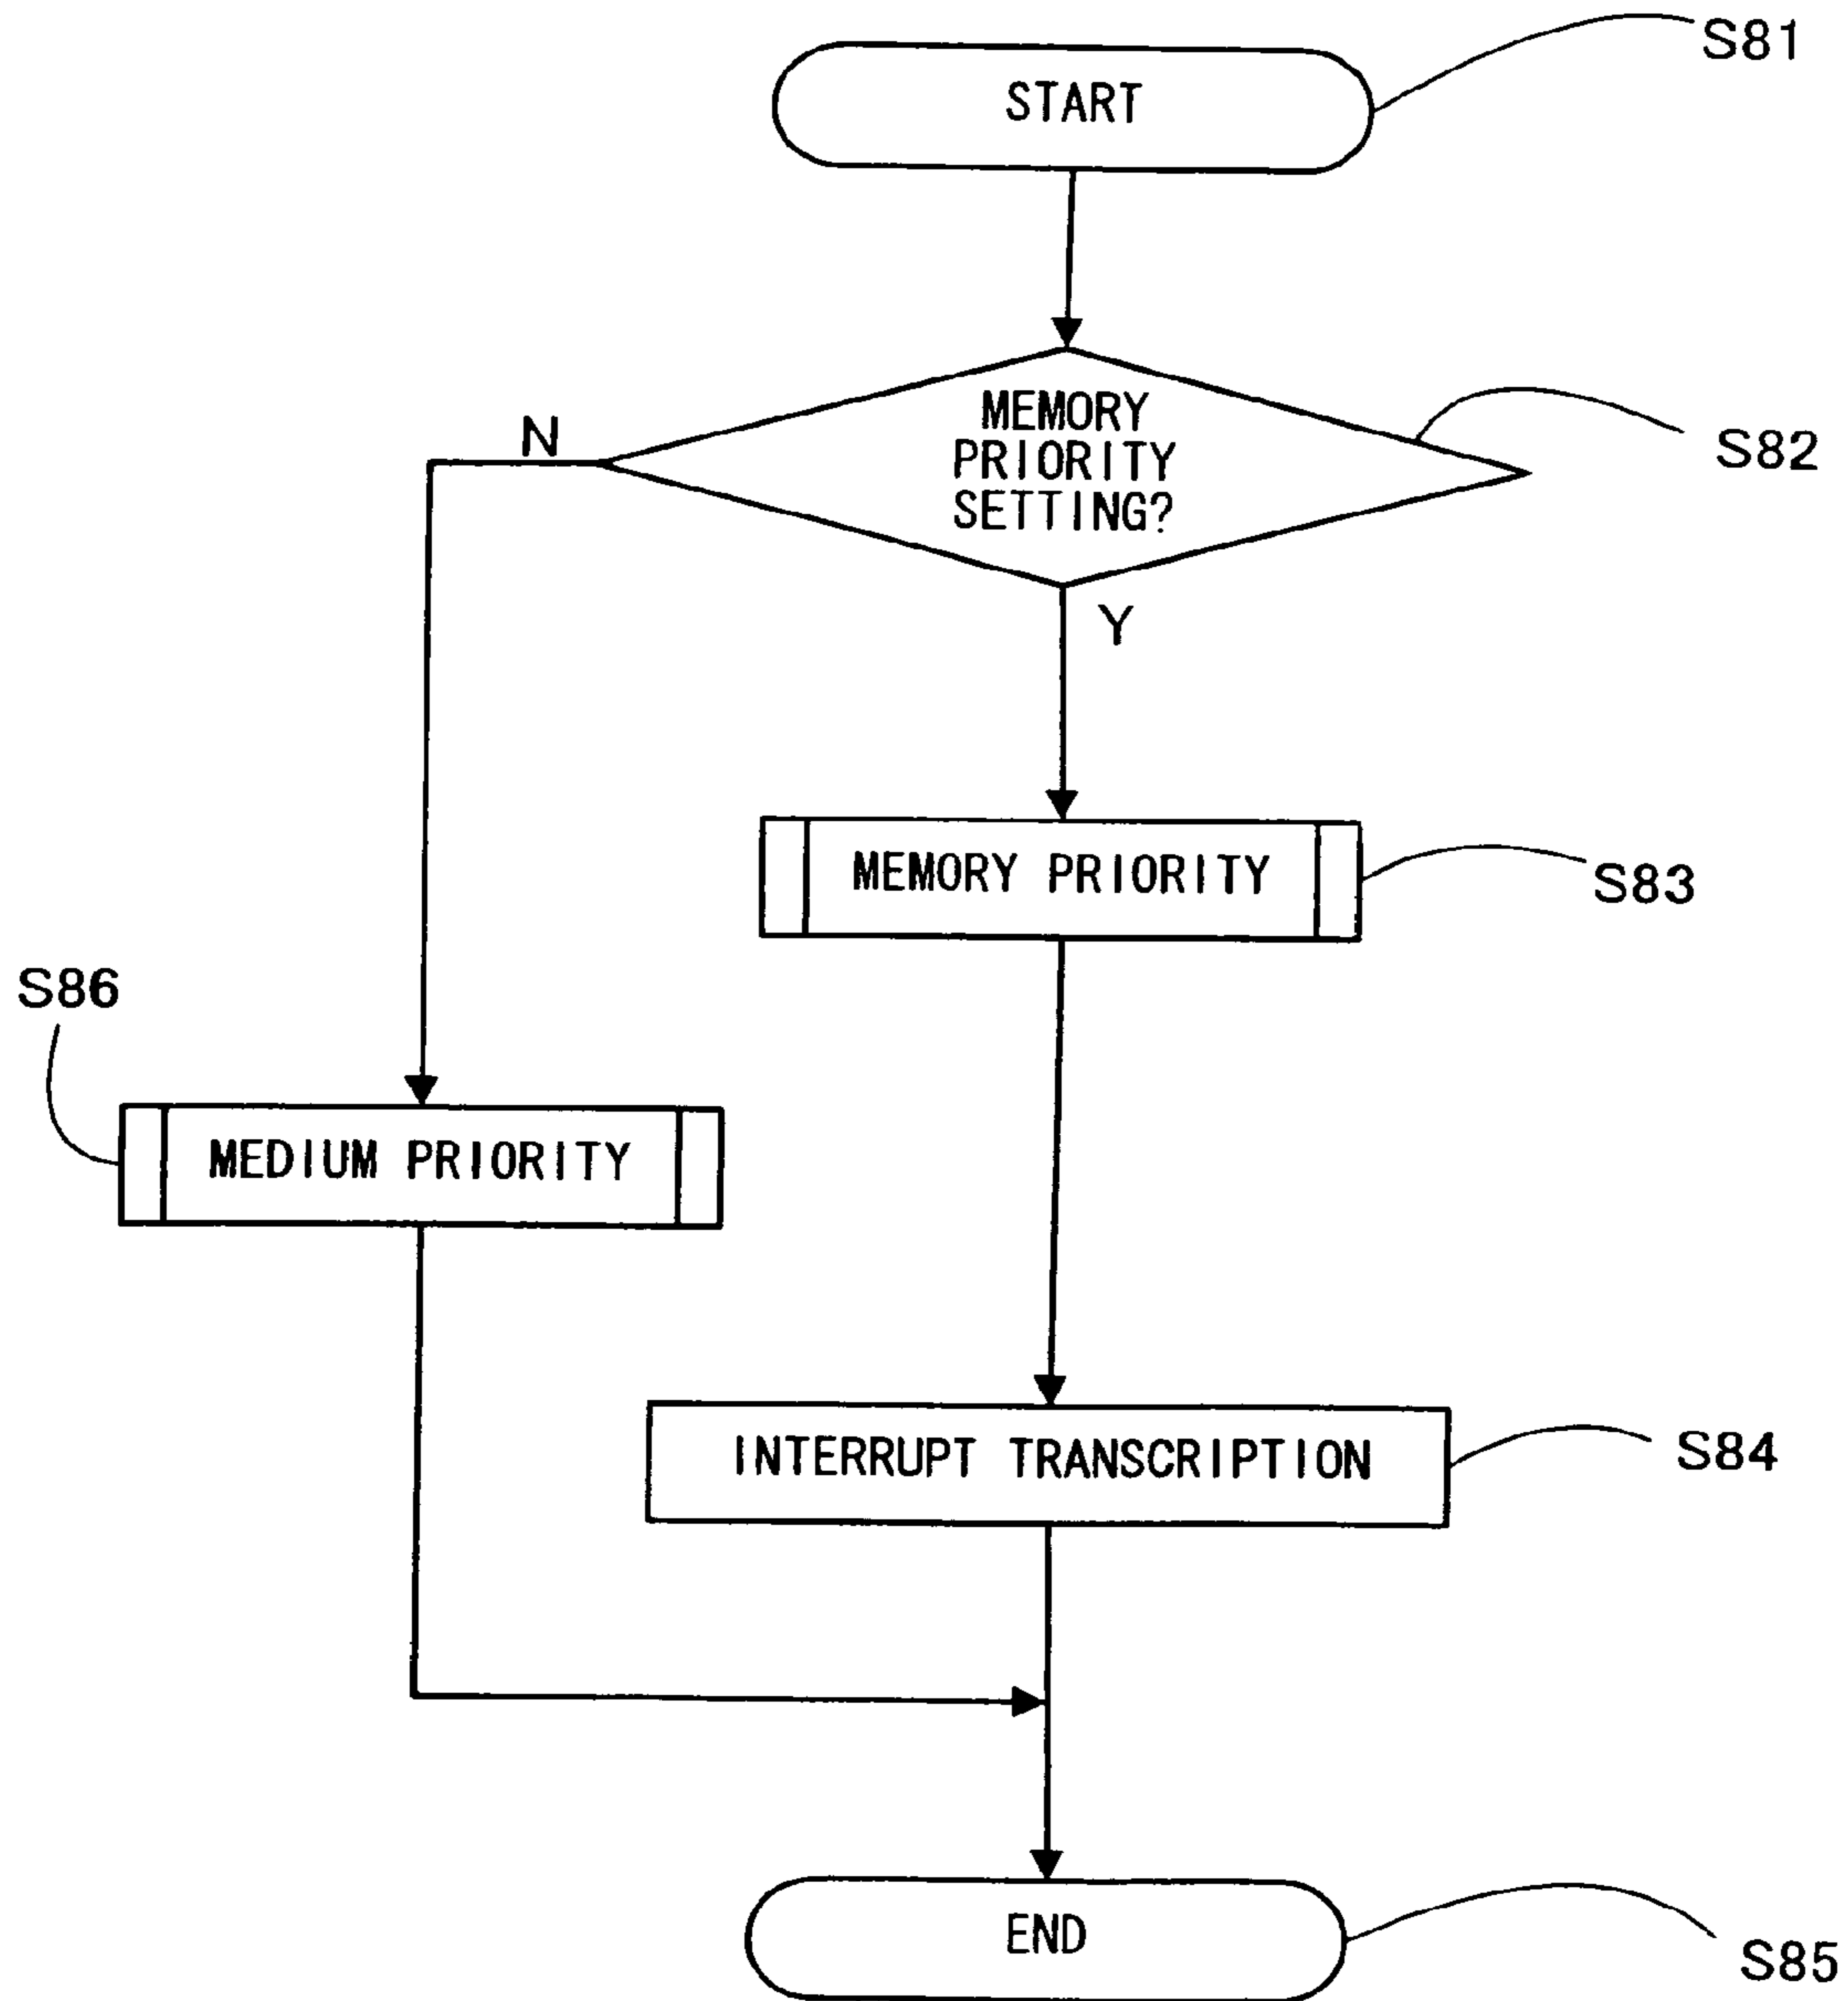 START
S81
MEMORY
PRIORITY
SETTING?
N
S82
Y
MEMORY PRIORITY
S83
S86
MEDIUM PRIORITY
INTERRUPT TRANSCRIPTION
S84
END
S85